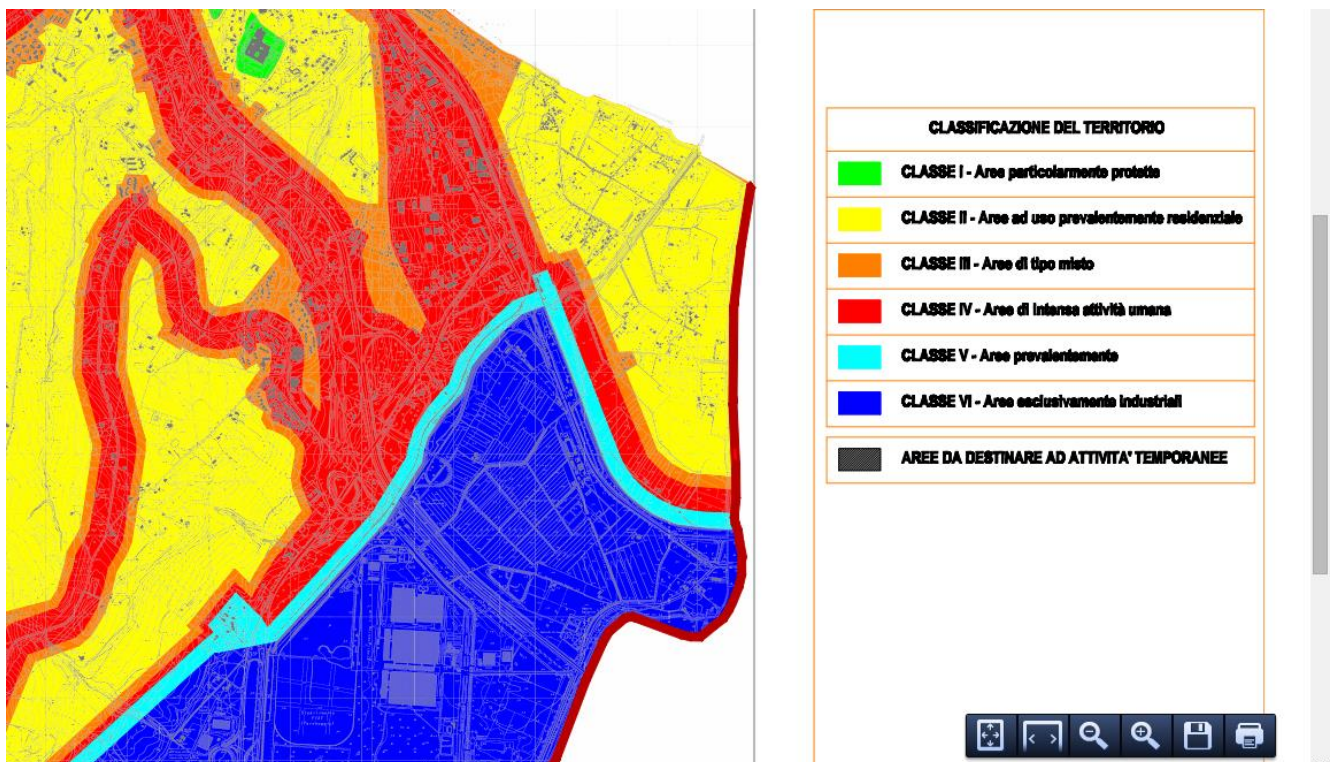 CLASSIFICAZIONE DEL TERRITORIO
CLASSE I - Aree particolarmente protette
CLASSE II - Aree ad uso prevalentemente residenziale
CLASSE III - Aree di tipo misto
CLASSE IV - Aree di intensa attività umana
CLASSE V - Aree prevalentemente
CLASSE VI - Aree esclusivamente industriali
AREE DA DESTINARE AD ATTIVITA' TEMPORANEE